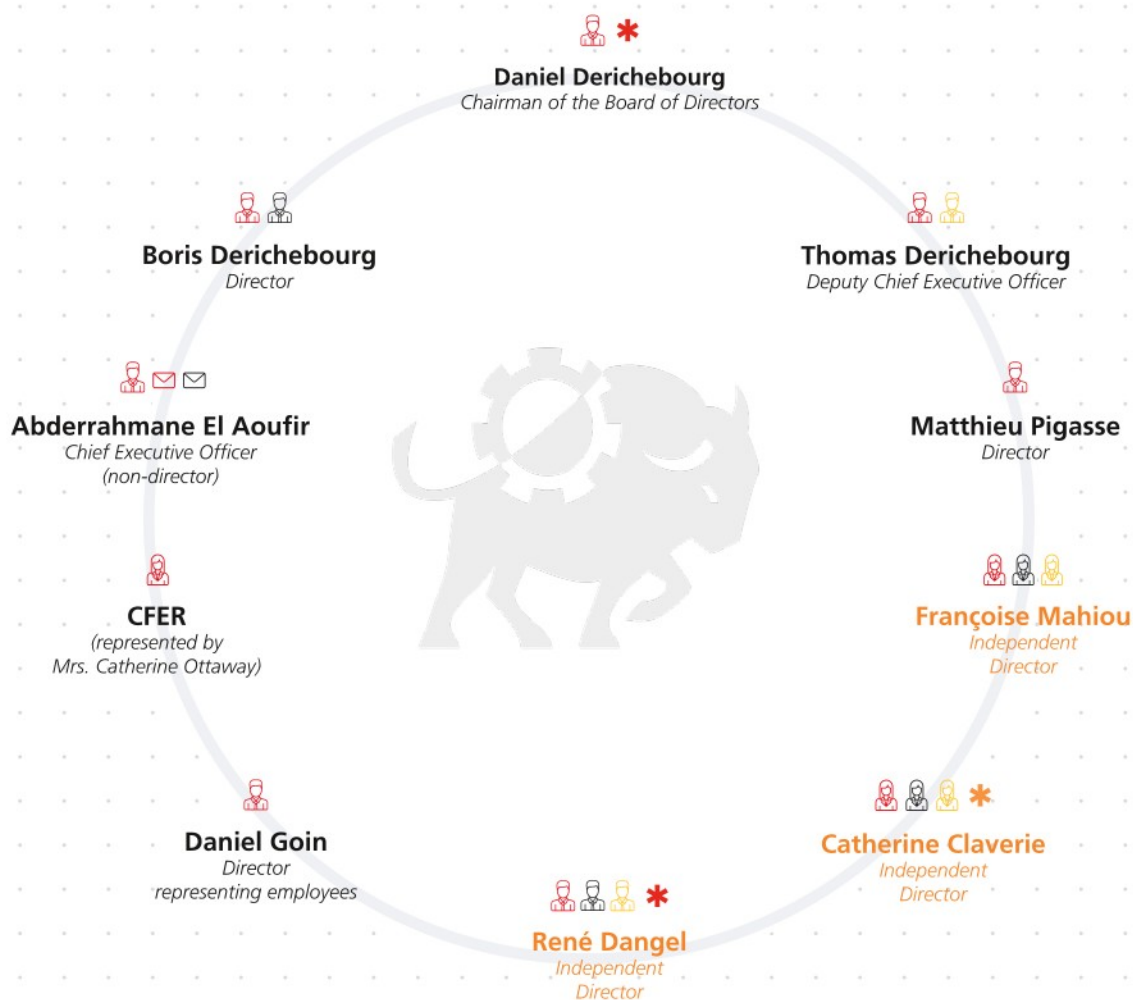 Daniel Derichebourg
Chairman of the Board of Directors
Boris Derichebourg
Director
Thomas Derichebourg
Deputy Chief Executive Officer
Abderrahmane El Aoufir
Chief Executive Officer
(non-director)
Matthieu Pigasse
Director
CFER
(represented by
Mrs. Catherine Ottaway)
Françoise Mahiou
Independent
Director
Daniel Goin
Director
representing employees
Catherine Claverie
Independent
Director
René Dangel
Independent
Director